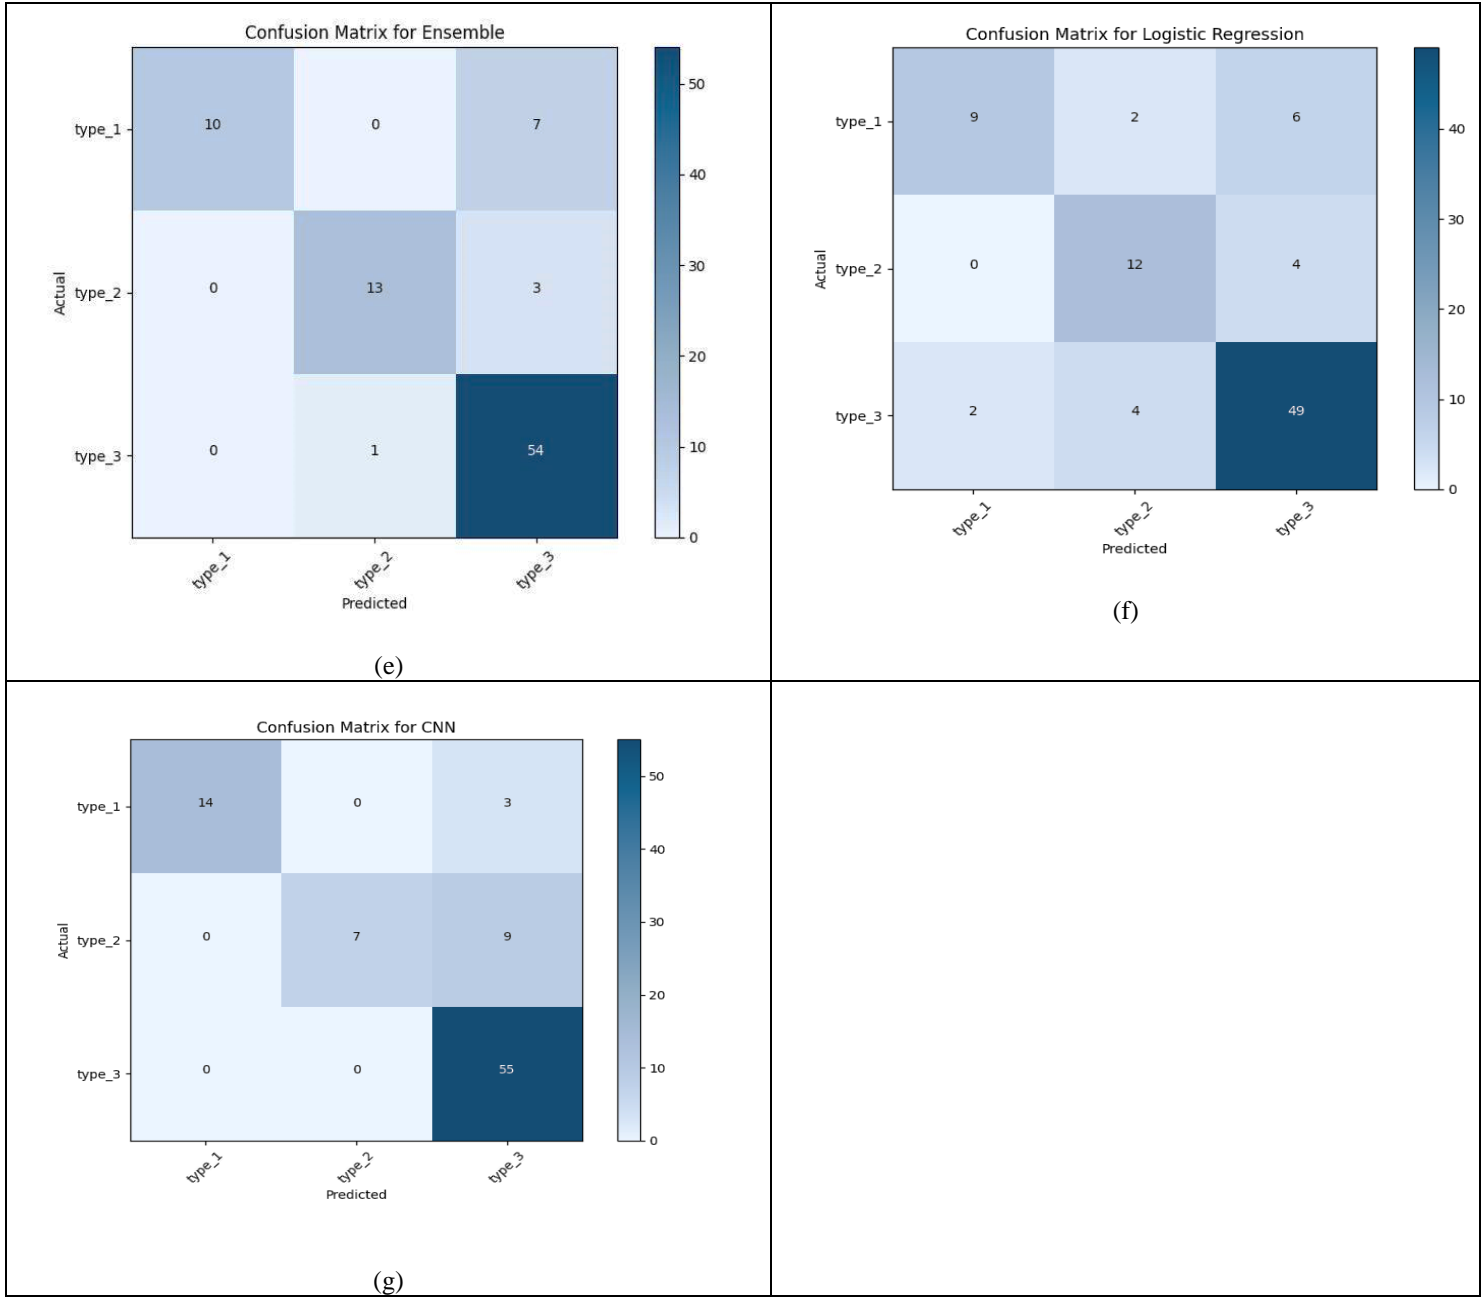 Confusion Matrix for Ensemble
type_1 10 0 7
type_2 0 13 3
type_3 0 1 54
Actual
type_1 type_2 type_3
Predicted
50
40
30
20
10
0
(e)
Confusion Matrix for Logistic Regression
type_1 9 2 6
type_2 0 12 4
type_3 2 4 49
Actual
type_1 type_2 type_3
Predicted
40
30
20
10
0
(f)
Confusion Matrix for CNN
type_1 14 0 3
type_2 0 7 9
type_3 0 0 55
Actual
type_1 type_2 type_3
Predicted
50
40
30
20
10
0
(g)